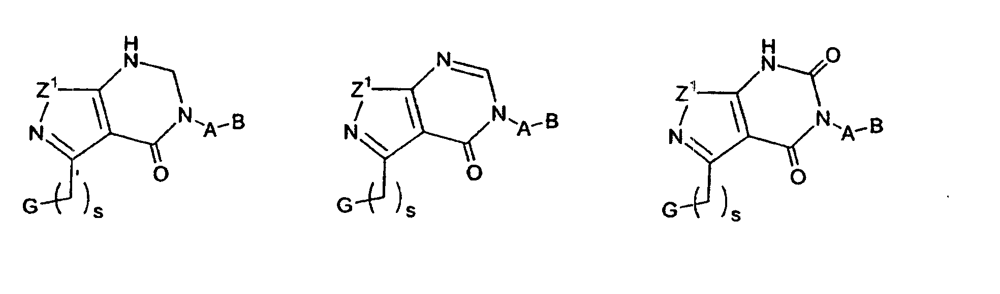 H H H
N N N O
Z¹ Z¹ Z¹
N A–B N A–B N A–B
N N N
O O O
G ( )s G ( )s G ( )s